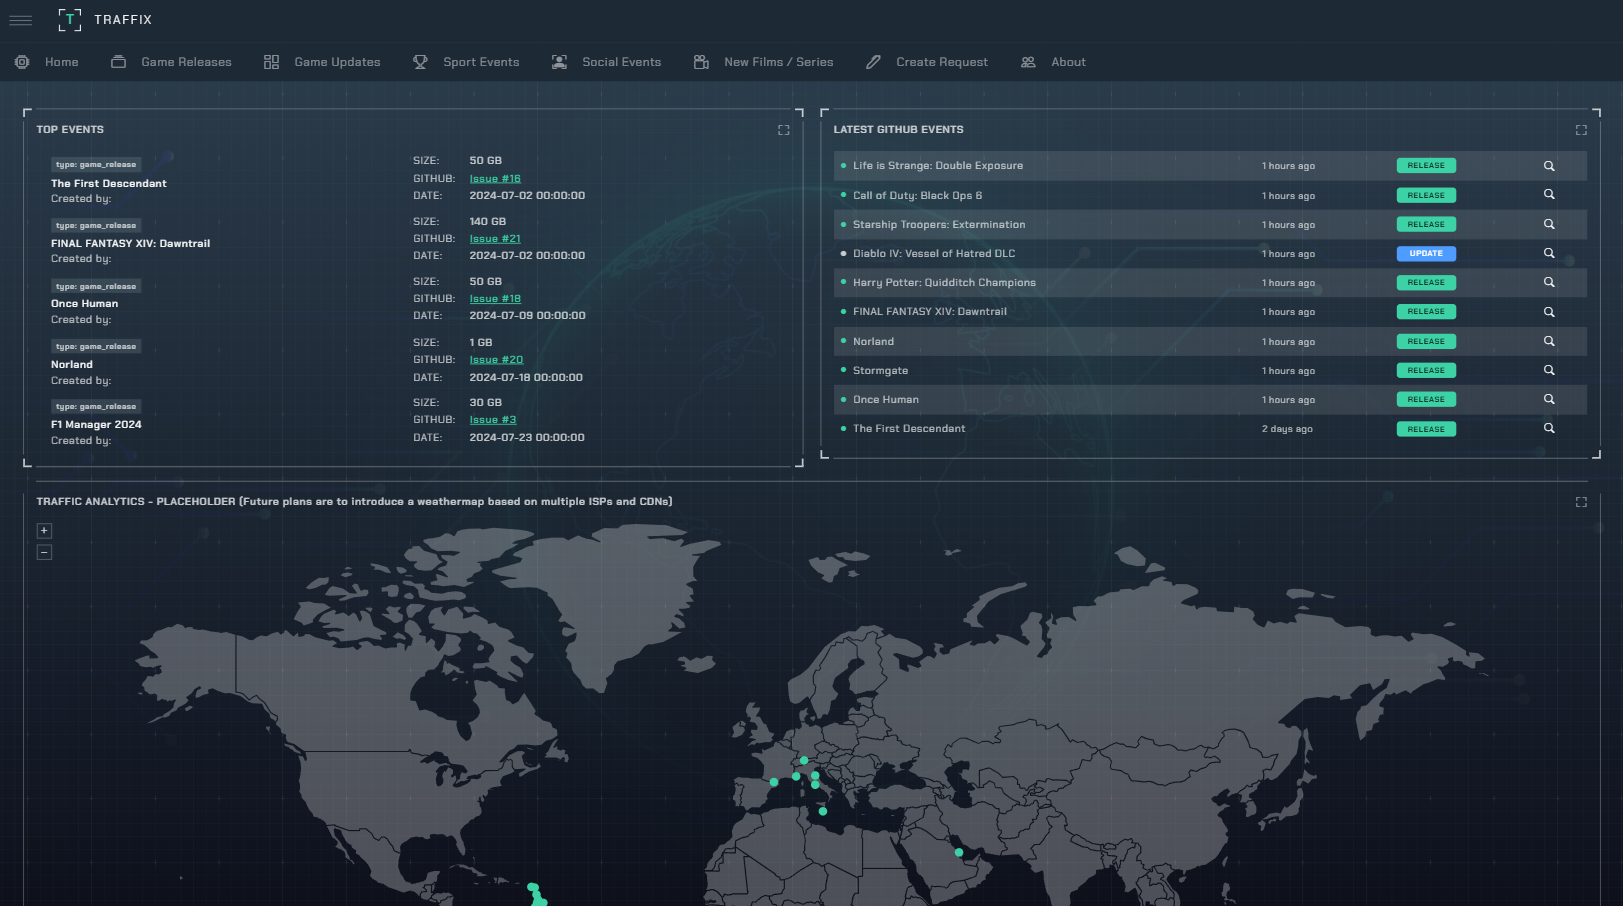 T TRAFFIX
Home Game Releases Game Updates Sport Events Social Events New Films / Series Create Request About
TOP EVENTS
type: game_release
The First Descendant
Created by:
SIZE: 50 GB
GITHUB: Issue #16
DATE: 2024-07-02 00:00:00
type: game_release
FINAL FANTASY XIV: Dawntrail
Created by:
SIZE: 140 GB
GITHUB: Issue #21
DATE: 2024-07-02 00:00:00
type: game_release
Once Human
Created by:
SIZE: 50 GB
GITHUB: Issue #18
DATE: 2024-07-09 00:00:00
type: game_release
Norland
Created by:
SIZE: 1 GB
GITHUB: Issue #20
DATE: 2024-07-18 00:00:00
type: game_release
F1 Manager 2024
Created by:
SIZE: 30 GB
GITHUB: Issue #3
DATE: 2024-07-23 00:00:00
LATEST GITHUB EVENTS
Life is Strange: Double Exposure 1 hours ago RELEASE
Call of Duty: Black Ops 6 1 hours ago RELEASE
Starship Troopers: Extermination 1 hours ago RELEASE
Diablo IV: Vessel of Hatred DLC 1 hours ago UPDATE
Harry Potter: Quidditch Champions 1 hours ago RELEASE
FINAL FANTASY XIV: Dawntrail 1 hours ago RELEASE
Norland 1 hours ago RELEASE
Stormgate 1 hours ago RELEASE
Once Human 1 hours ago RELEASE
The First Descendant 2 days ago RELEASE
TRAFFIC ANALYTICS - PLACEHOLDER (Future plans are to introduce a weathermap based on multiple ISPs and CDNs)
+
−